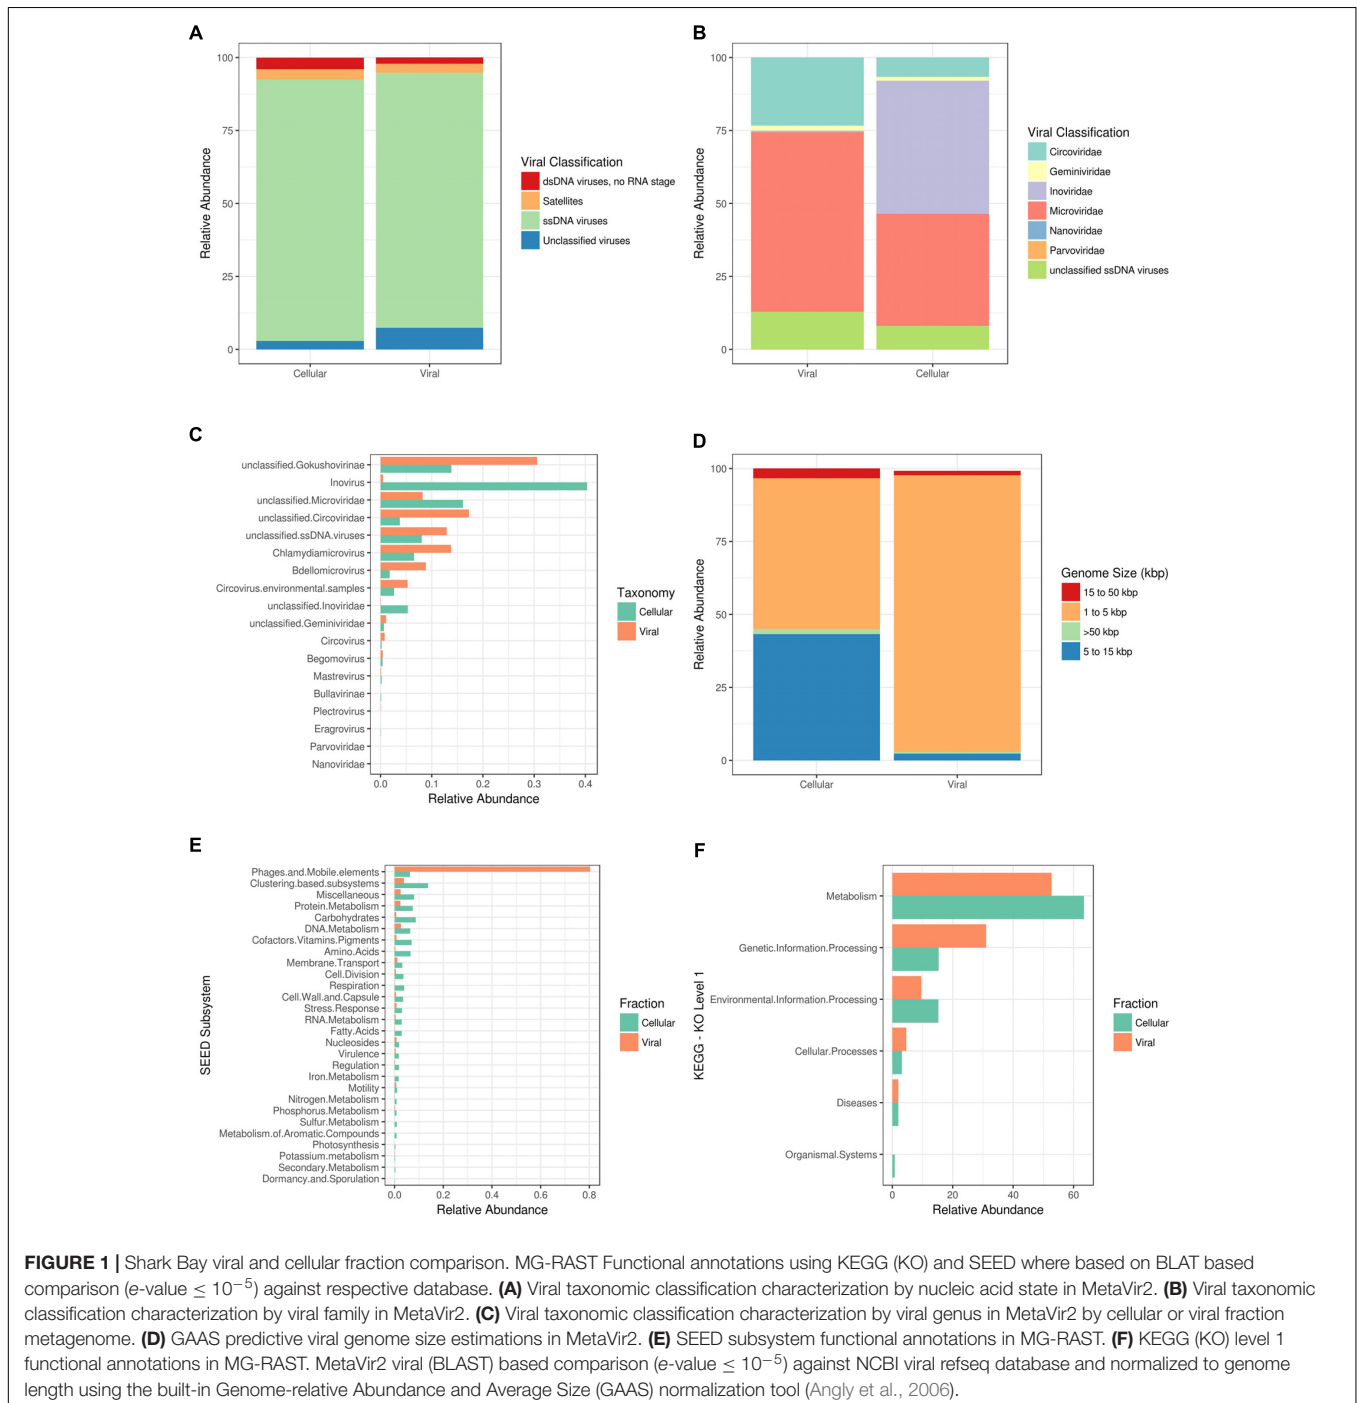 A
100
75
50
25
0
Relative Abundance
Cellular
Viral
Viral Classification
dsDNA viruses, no RNA stage
Satellites
ssDNA viruses
Unclassified viruses
B
100
75
50
25
0
Relative Abundance
Viral
Cellular
Viral Classification
Circoviridae
Geminiviridae
Inoviridae
Microviridae
Nanoviridae
Parvoviridae
unclassified ssDNA viruses
C
unclassified.Gokushovirinae
Inovirus
unclassified.Microviridae
unclassified.Circoviridae
unclassified.ssDNA.viruses
Chlamydiamicrovirus
Bdellomicrovirus
Circovirus.environmental.samples
unclassified.Inoviridae
unclassified.Geminiviridae
Circovirus
Begomovirus
Mastrevirus
Bullavirinae
Plectrovirus
Eragrovirus
Parvoviridae
Nanoviridae
0.0 0.1 0.2 0.3 0.4
Relative Abundance
Taxonomy
Cellular
Viral
D
100
75
50
25
0
Relative Abundance
Cellular
Viral
Genome Size (kbp)
15 to 50 kbp
1 to 5 kbp
>50 kbp
5 to 15 kbp
E
SEED Subsystem
Phages.and.Mobile.elements
Clustering.based.subsystems
Miscellaneous
Protein.Metabolism
Carbohydrates
DNA.Metabolism
Cofactors.Vitamins.Pigments
Amino.Acids
Membrane.Transport
Cell.Division
Respiration
Cell.Wall.and.Capsule
Stress.Response
RNA.Metabolism
Fatty.Acids
Nucleosides
Virulence
Regulation
Iron.Metabolism
Motility
Nitrogen.Metabolism
Phosphorus.Metabolism
Sulfur.Metabolism
Metabolism.of.Aromatic.Compounds
Photosynthesis
Potassium.metabolism
Secondary.Metabolism
Dormancy.and.Sporulation
0.0 0.2 0.4 0.6 0.8
Relative Abundance
Fraction
Cellular
Viral
F
KEGG - KO Level 1
Metabolism
Genetic.Information.Processing
Environmental.Information.Processing
Cellular.Processes
Diseases
Organismal.Systems
0 20 40 60
Relative Abundance
Fraction
Cellular
Viral
FIGURE 1 | Shark Bay viral and cellular fraction comparison. MG-RAST Functional annotations using KEGG (KO) and SEED where based on BLAT based
comparison (e-value ≤ 10−5) against respective database. (A) Viral taxonomic classification characterization by nucleic acid state in MetaVir2. (B) Viral taxonomic
classification characterization by viral family in MetaVir2. (C) Viral taxonomic classification characterization by viral genus in MetaVir2 by cellular or viral fraction
metagenome. (D) GAAS predictive viral genome size estimations in MetaVir2. (E) SEED subsystem functional annotations in MG-RAST. (F) KEGG (KO) level 1
functional annotations in MG-RAST. MetaVir2 viral (BLAST) based comparison (e-value ≤ 10−5) against NCBI viral refseq database and normalized to genome
length using the built-in Genome-relative Abundance and Average Size (GAAS) normalization tool (Angly et al., 2006).